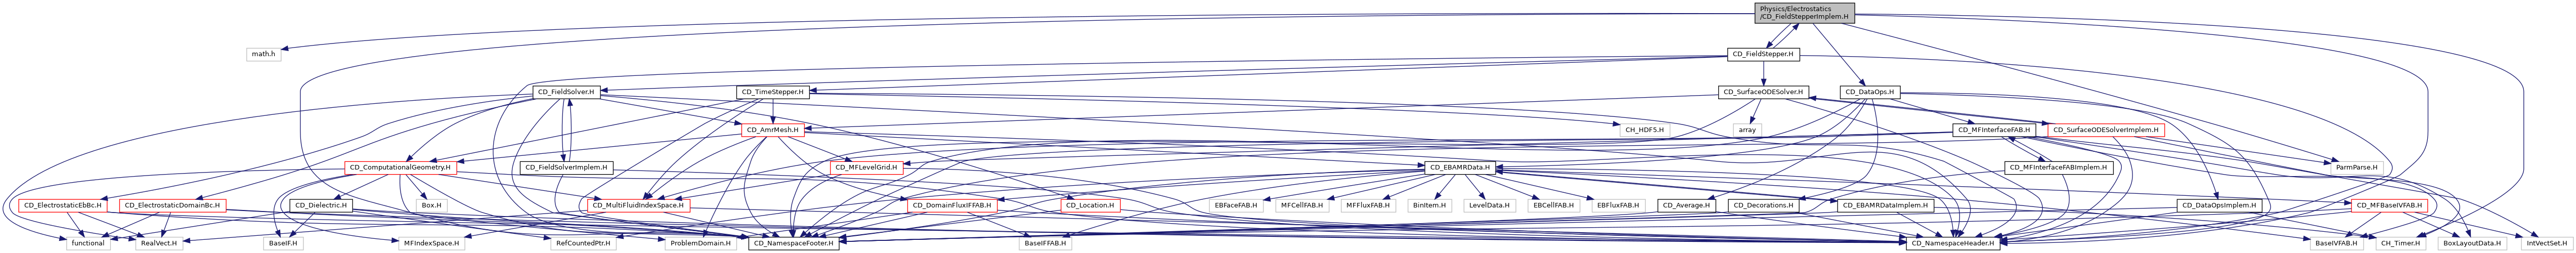 Physics/Electrostatics
/CD_FieldStepperImplem.H
math.h
CD_FieldStepper.H
CD_FieldSolver.H
CD_TimeStepper.H
CD_SurfaceODESolver.H
CD_DataOps.H
CD_AmrMesh.H
CH_HDF5.H
array
CD_MFInterfaceFAB.H
CD_SurfaceODESolverImplem.H
CD_ComputationalGeometry.H
CD_FieldSolverImplem.H
CD_MFLevelGrid.H
CD_EBAMRData.H
CD_MFInterfaceFABImplem.H
ParmParse.H
CD_ElectrostaticEbBc.H
CD_ElectrostaticDomainBc.H
CD_Dielectric.H
Box.H
CD_MultiFluidIndexSpace.H
CD_DomainFluxIFFAB.H
CD_Location.H
EBFaceFAB.H
MFCellFAB.H
MFFluxFAB.H
BinItem.H
LevelData.H
EBCellFAB.H
EBFluxFAB.H
CD_Average.H
CD_Decorations.H
CD_EBAMRDataImplem.H
CD_DataOpsImplem.H
CD_MFBaseIVFAB.H
functional
RealVect.H
BaseIF.H
MFIndexSpace.H
RefCountedPtr.H
ProblemDomain.H
CD_NamespaceFooter.H
BaseIFFAB.H
CD_NamespaceHeader.H
BaseIVFAB.H
CH_Timer.H
BoxLayoutData.H
IntVectSet.H